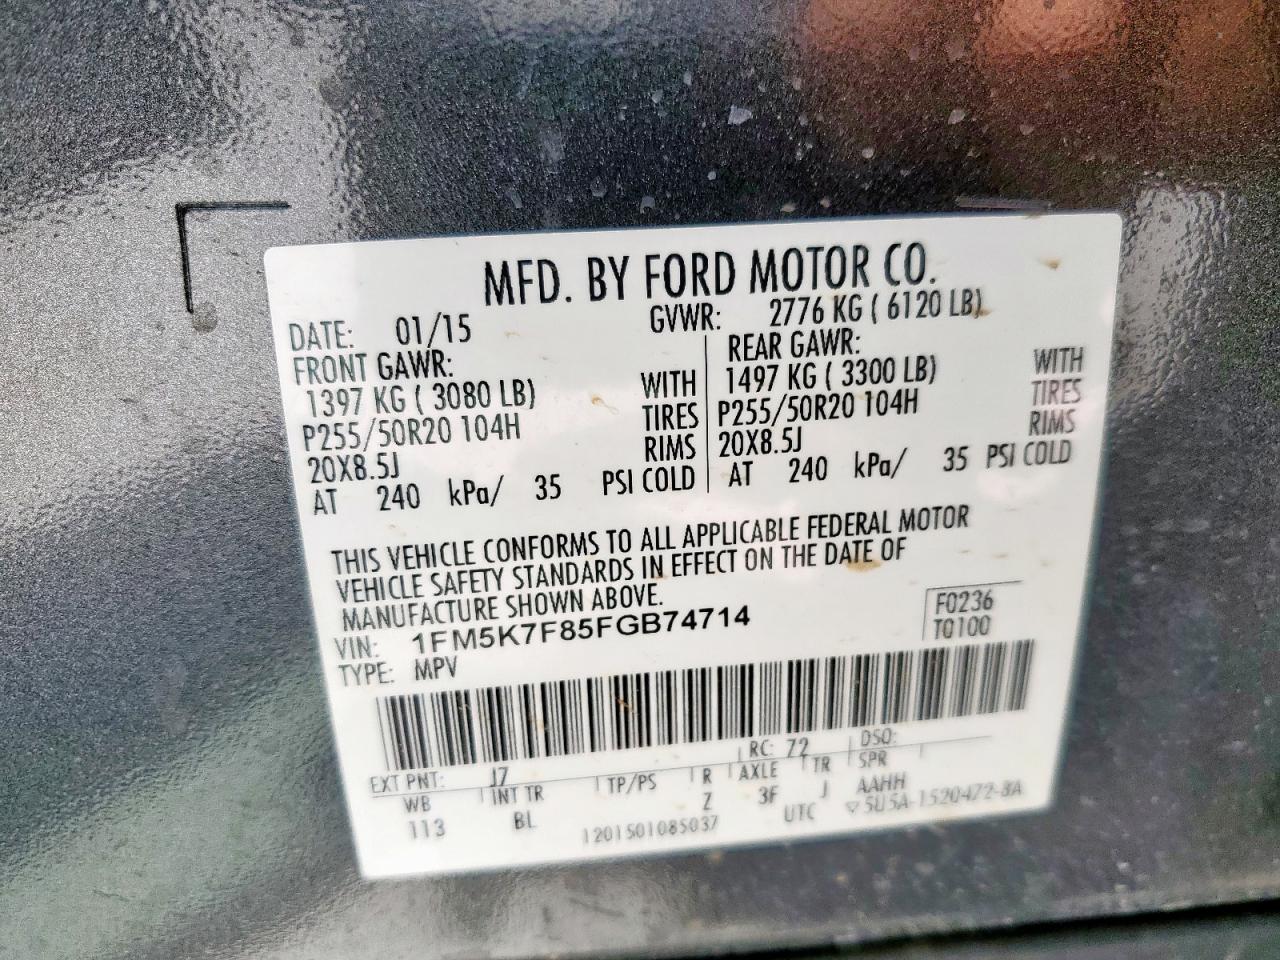 MFD. BY FORD MOTOR CO.
DATE: 01/15 GVWR: 2776 KG ( 6120 LB)
FRONT GAWR: REAR GAWR:
1397 KG ( 3080 LB) WITH 1497 KG ( 3300 LB) WITH
P255/50R20 104H TIRES P255/50R20 104H TIRES
20X8.5J RIMS 20X8.5J RIMS
AT 240 kPa/ 35 PSI COLD AT 240 kPa/ 35 PSI COLD
THIS VEHICLE CONFORMS TO ALL APPLICABLE FEDERAL MOTOR
VEHICLE SAFETY STANDARDS IN EFFECT ON THE DATE OF
MANUFACTURE SHOWN ABOVE.
VIN: 1FM5K7F85FGB74714 F0236
TYPE: MPV T0100
EXT PNT: J7 RC: 72 DSO:
WB INT TR TP/PS R AXLE TR SPR
113 BL Z 3F J AAHH
1201501085037 UTC ▽5U5A-1520472-BA